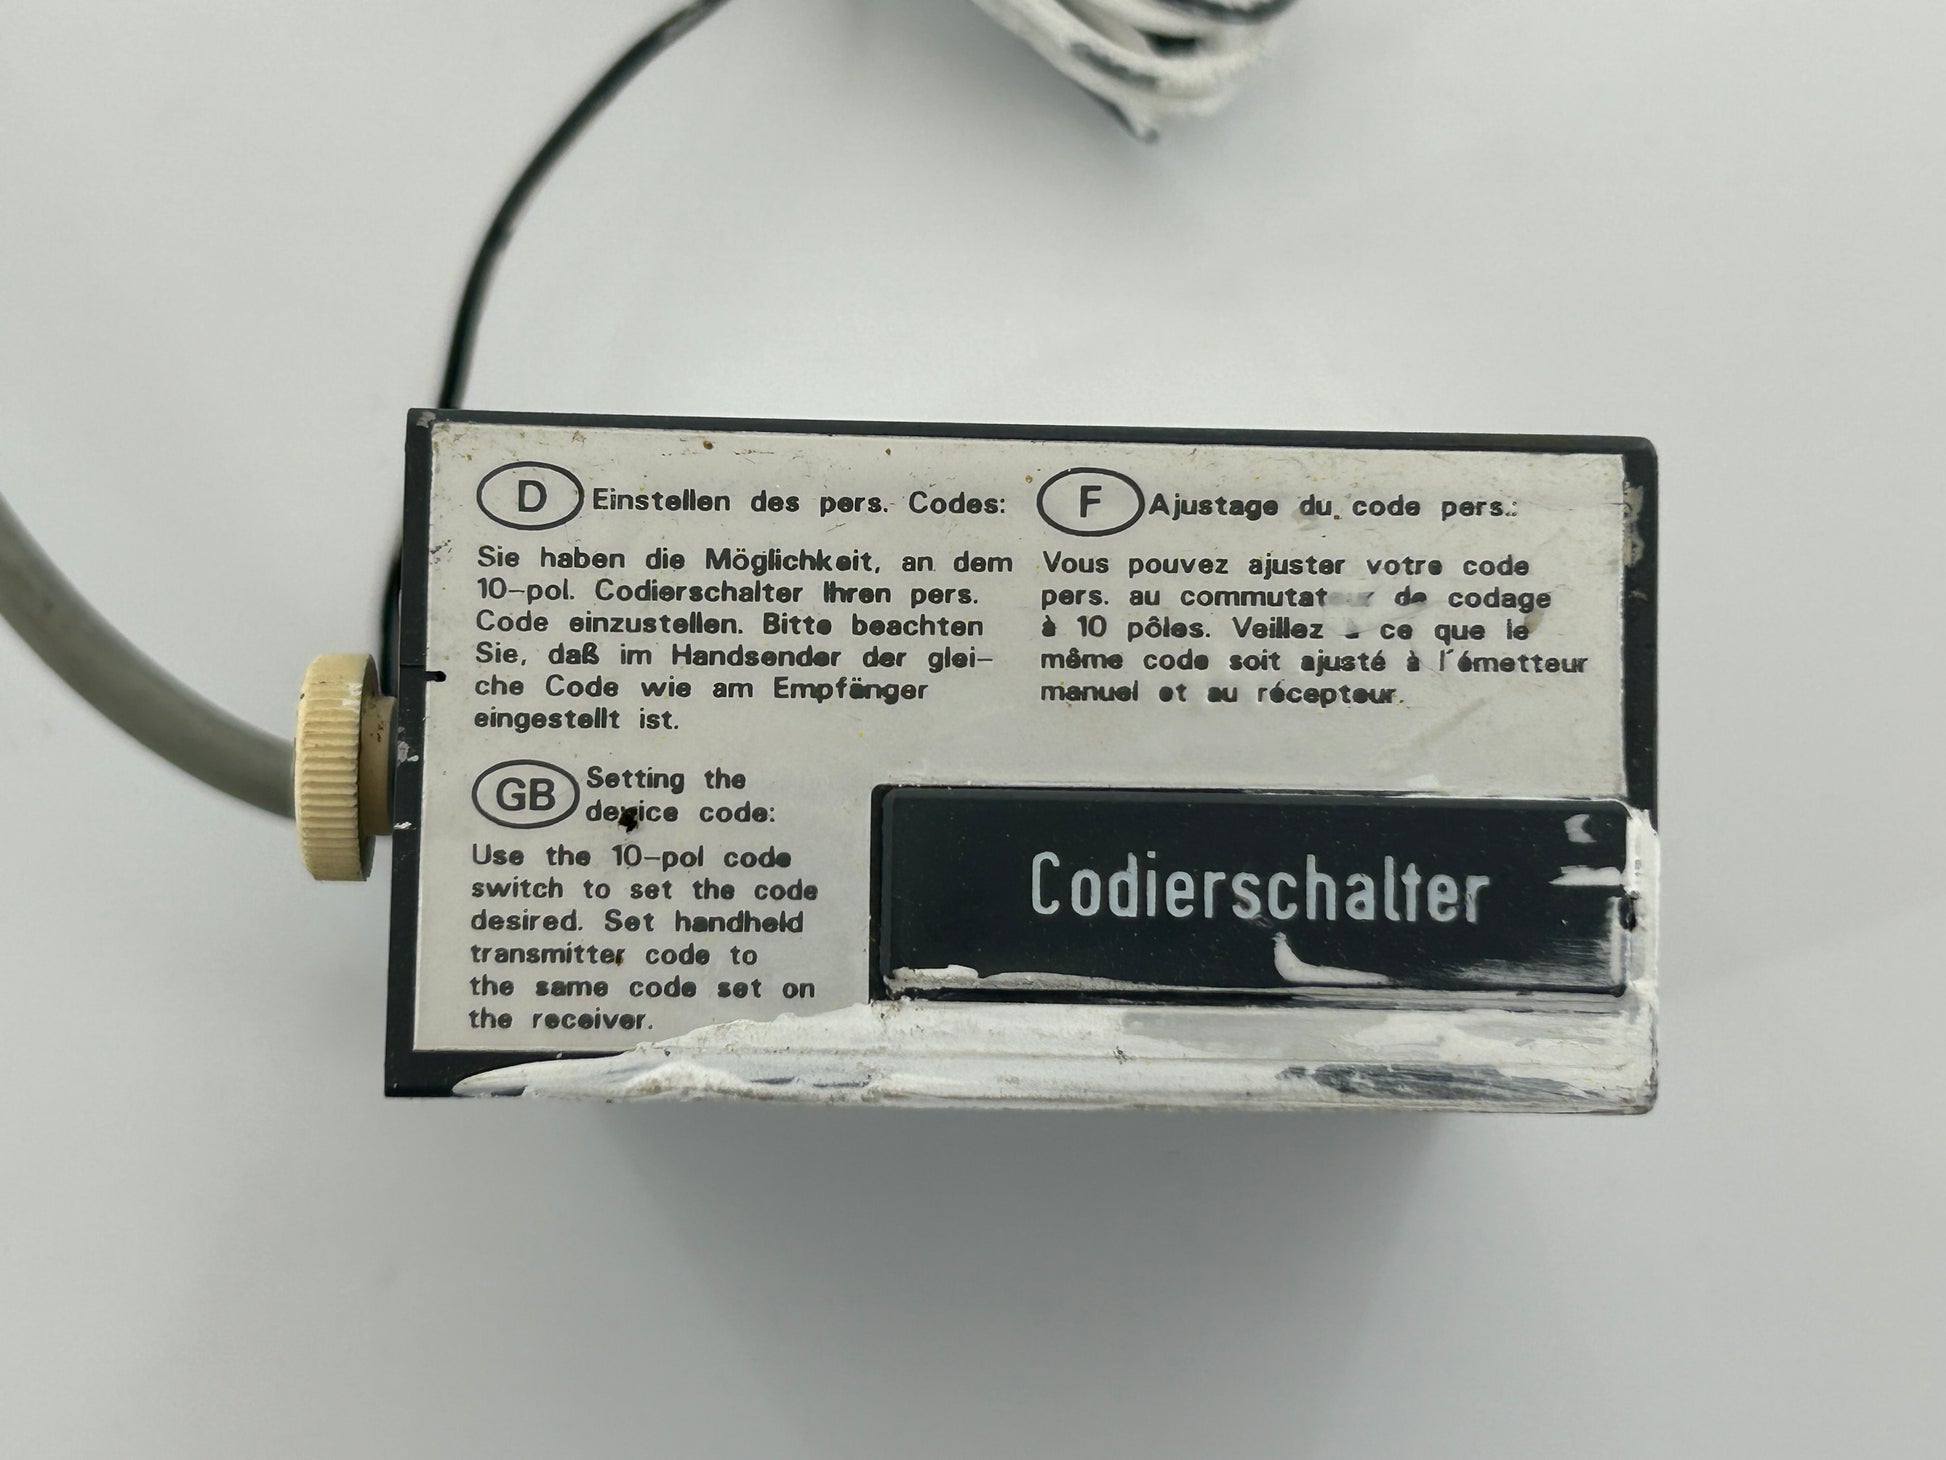 D Einstellen des pers. Codes:
Sie haben die Möglichkeit, an dem
10-pol. Codierschalter Ihren pers.
Code einzustellen. Bitte beachten
Sie, daß im Handsender der glei-
che Code wie am Empfänger
eingestellt ist.
F Ajustage du code pers.:
Vous pouvez ajuster votre code
pers. au commutateur de codage
à 10 pôles. Veillez à ce que le
même code soit ajusté à l'émetteur
manuel et au récepteur.
GB Setting the
device code:
Use the 10-pol code
switch to set the code
desired. Set handheld
transmitter code to
the same code set on
the receiver.
Codierschalter